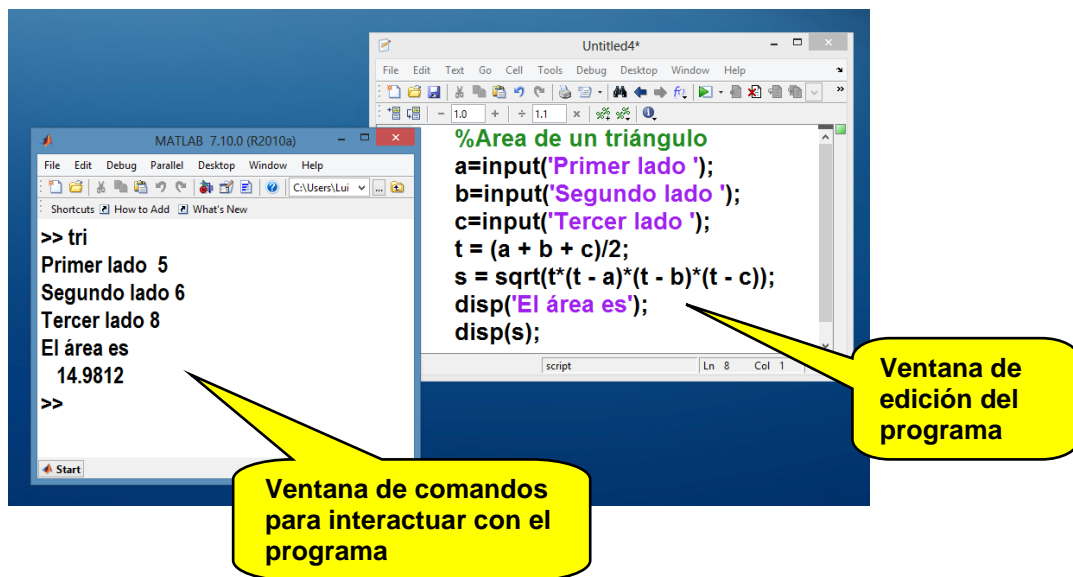 Untitled4*
File Edit Text Go Cell Tools Debug Desktop Window Help
- 1.0 + ÷ 1.1 ×
%Area de un triángulo
a=input('Primer lado ');
b=input('Segundo lado ');
c=input('Tercer lado ');
t = (a + b + c)/2;
s = sqrt(t*(t - a)*(t - b)*(t - c));
disp('El área es');
disp(s);
script Ln 8 Col 1
MATLAB 7.10.0 (R2010a)
File Edit Debug Parallel Desktop Window Help
C:\Users\Lui
Shortcuts How to Add What's New
>> tri
Primer lado 5
Segundo lado 6
Tercer lado 8
El área es
14.9812
>>
Start
Ventana de
edición del
programa
Ventana de comandos
para interactuar con el
programa